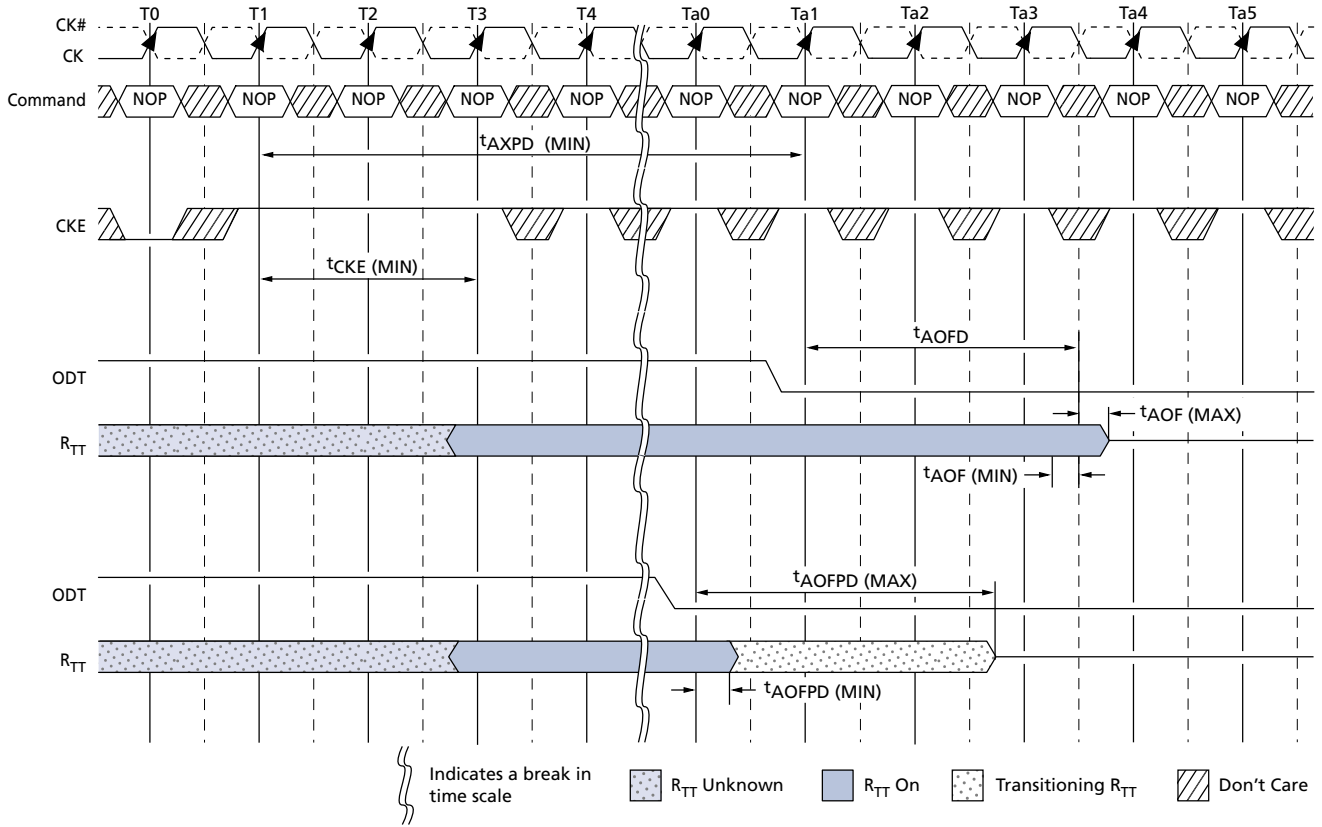 T0 T1 T2 T3 T4 Ta0 Ta1 Ta2 Ta3 Ta4 Ta5
CK#
CK
Command NOP NOP NOP NOP NOP NOP NOP NOP NOP NOP NOP
tAXPD (MIN)
CKE
tCKE (MIN)
tAOFD
ODT
tAOF (MAX)
RTT
tAOF (MIN)
tAOFPD (MAX)
ODT
RTT
tAOFPD (MIN)
Indicates a break in
time scale
RTT Unknown
RTT On
Transitioning RTT
Don't Care